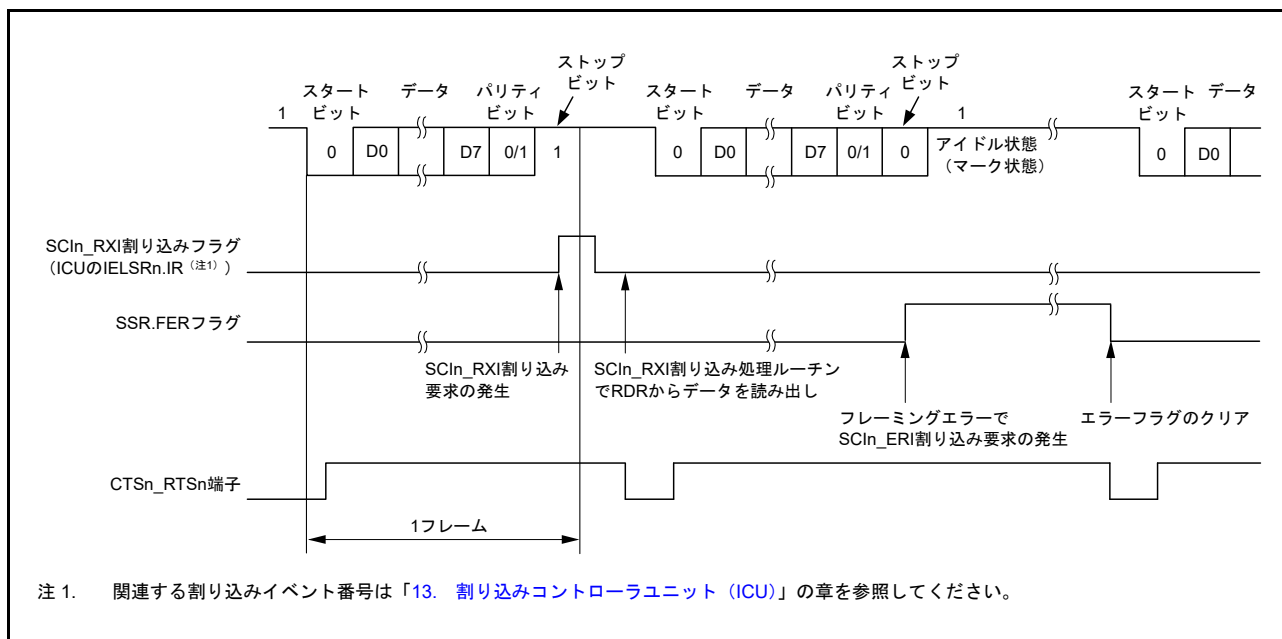 スタート
ビット
データ
パリティ
ビット
ストップ
ビット
スタート
ビット
データ
パリティ
ビット
ストップ
ビット
1
スタート
ビット
データ
1
0
D0
D7
0/1
1
0
D0
D7
0/1
0
アイドル状態
（マーク状態）
0
D0
SCIn_RXI割り込みフラグ
（ICUのIELSRn.IR（注1））
SSR.FERフラグ
SCIn_RXI割り込み
要求の発生
SCIn_RXI割り込み処理ルーチン
でRDRからデータを読み出し
フレーミングエラーで
SCIn_ERI割り込み要求の発生
エラーフラグのクリア
CTSn_RTSn端子
1フレーム
注 1. 関連する割り込みイベント番号は「13. 割り込みコントローラユニット（ICU）」の章を参照してください。